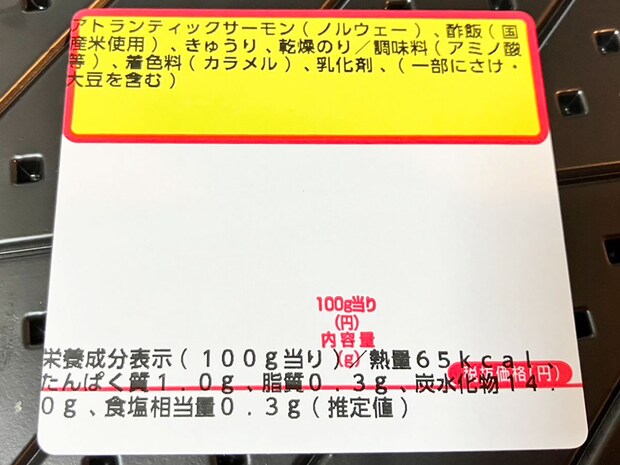 アトランティックサーモン(ノルウェー)、酢飯(国
産米使用)、きゅうり、乾燥のり／調味料(アミノ酸
等)、着色料(カラメル)、乳化剤、(一部にさけ・
大豆を含む)
100g当り
(円)
内容量
(g)
栄養成分表示(100g当り)／熱量65kcal、
税抜価格(円)
たんぱく質1.0g、脂質0.3g、炭水化物14.
0g、食塩相当量0.3g(推定値)